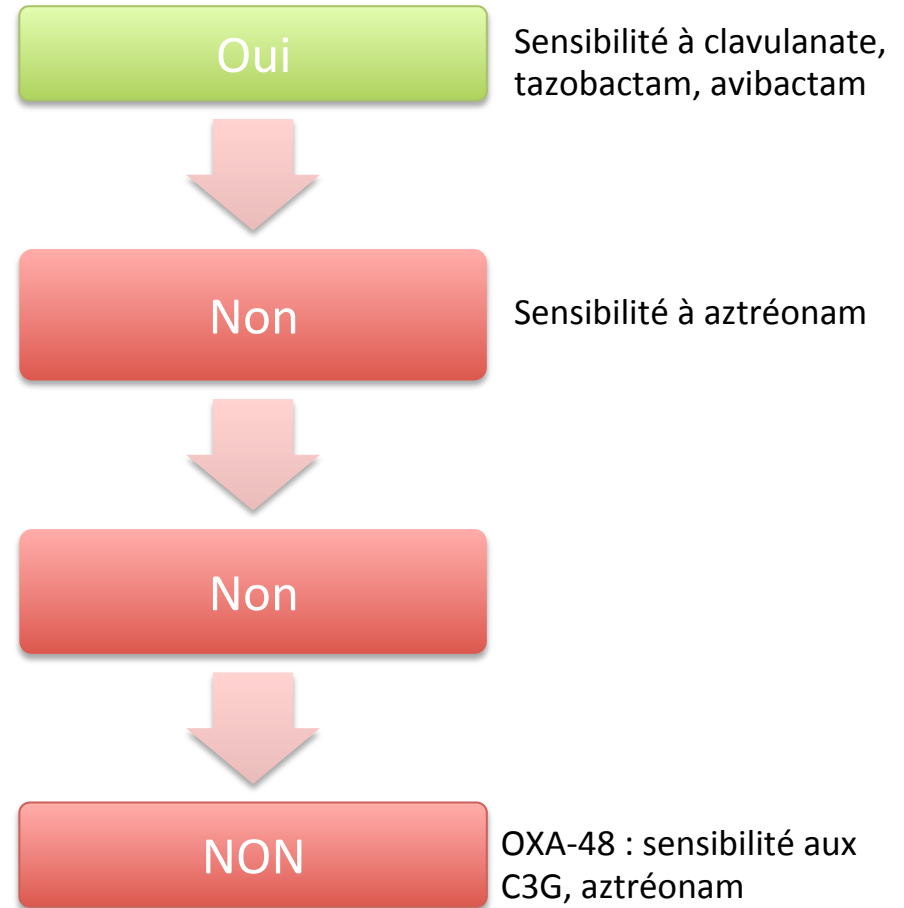 Oui
Sensibilité à clavulanate,
tazobactam, avibactam
Non
Sensibilité à aztréonam
Non
NON
OXA-48 : sensibilité aux
C3G, aztréonam